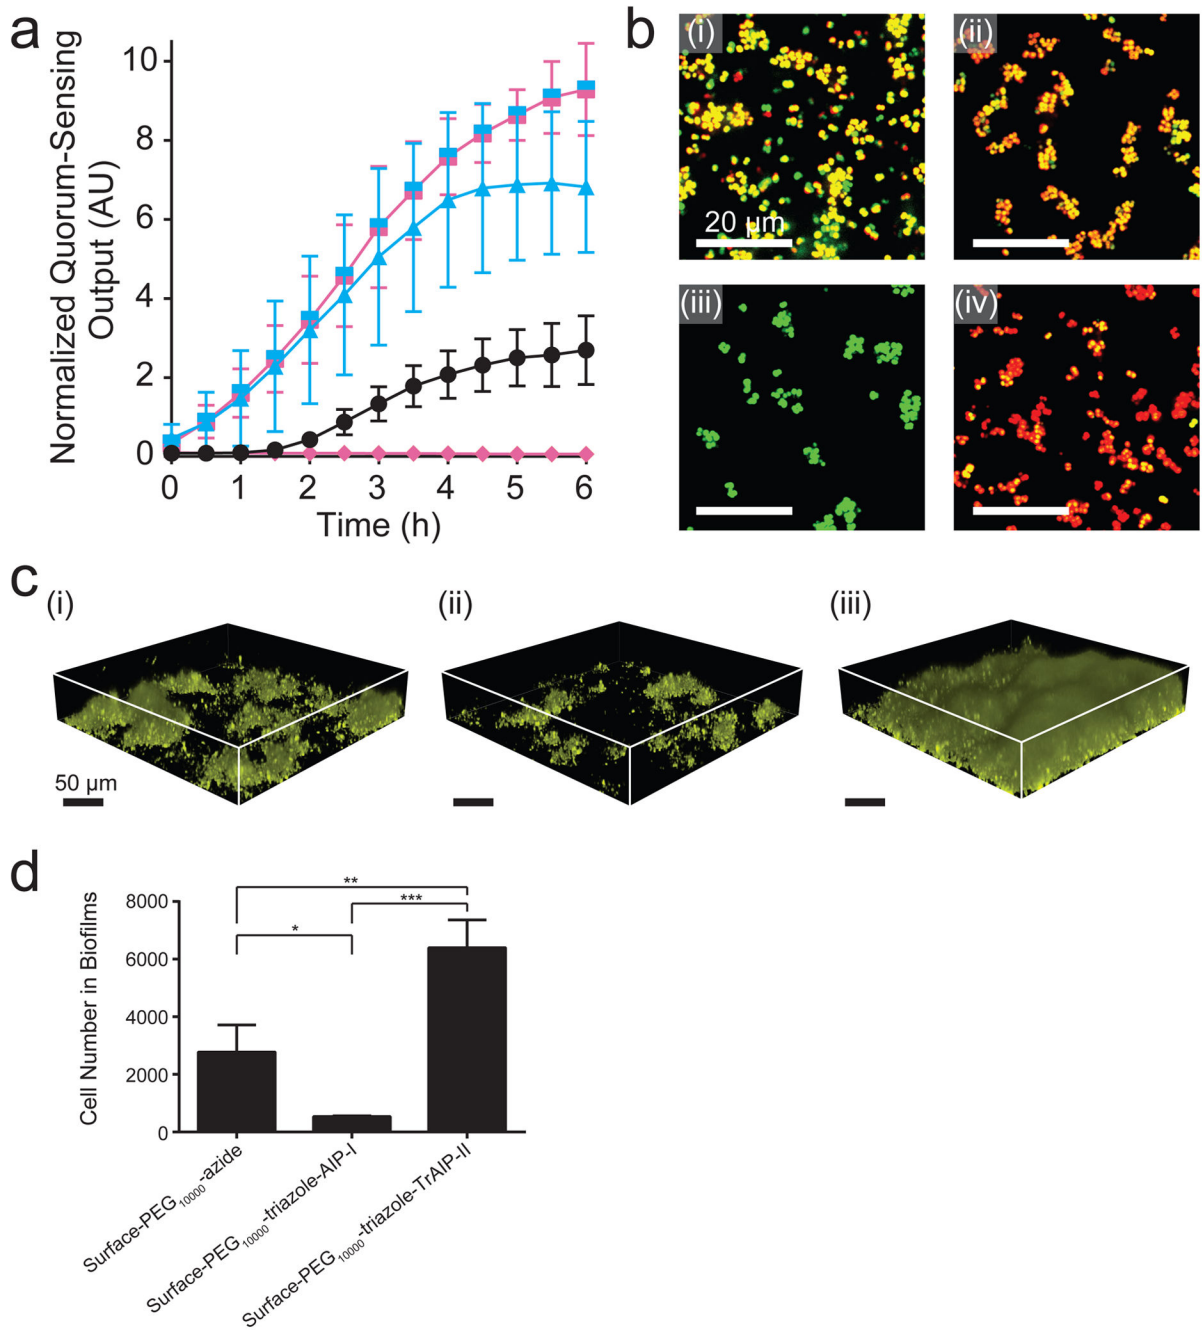 a
Normalized Quorum-Sensing
Output (AU)
10
8
6
4
2
0
0 1 2 3 4 5 6
Time (h)
b
(i)
20 µm
(ii)
(iii)
(iv)
c
(i)
(ii)
(iii)
50 µm
d
Cell Number in Biofilms
8000
6000
4000
2000
0
**
***
*
Surface-PEG10000-azide
Surface-PEG10000-triazole-AIP-I
Surface-PEG10000-triazole-TrAIP-II